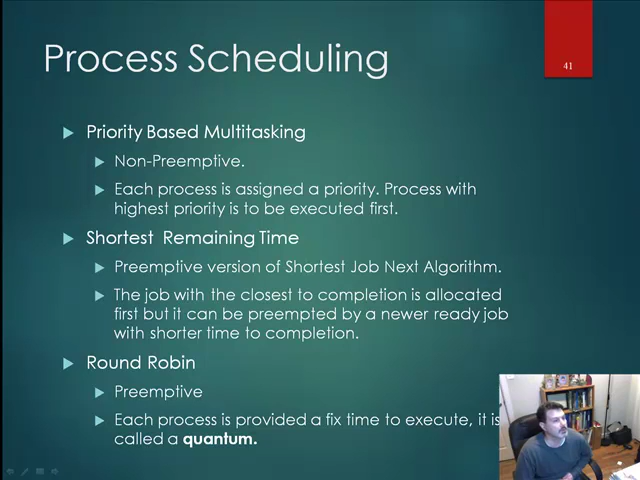 Process Scheduling
41
Priority Based Multitasking
Non-Preemptive.
Each process is assigned a priority. Process with
highest priority is to be executed first.
Shortest Remaining Time
Preemptive version of Shortest Job Next Algorithm.
The job with the closest to completion is allocated
first but it can be preempted by a newer ready job
with shorter time to completion.
Round Robin
Preemptive
Each process is provided a fix time to execute, it is
called a quantum.